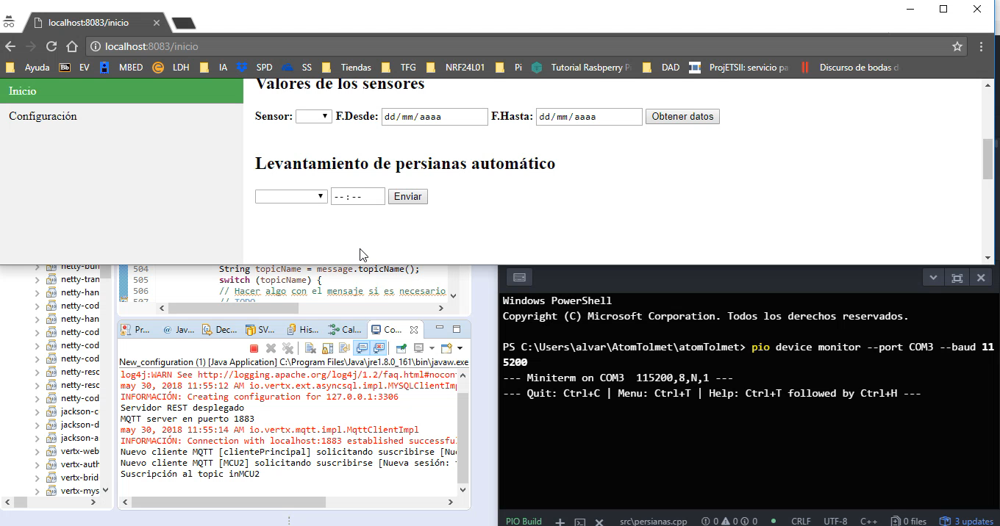 localhost:8083/inicio
localhost:8083/inicio
Ayuda Bb EV MBED LDH IA SPD SS Tiendas TFG NRF24L01 Pi Tutorial Rasbperry P DAD ProjETSII: servicio pa Discurso de bodas d
Inicio
Configuración
Valores de los sensores
Sensor: F.Desde: dd/mm/aaaa F.Hasta: dd/mm/aaaa Obtener datos
Levantamiento de persianas automático
--:-- Enviar
netty-buf
netty-tran
netty-han
netty-cod
netty-han
netty-cod
netty-cod
netty-cod
netty-reso
netty-reso
netty-cod
jackson-c
jackson-d
jackson-a
vertx-web
vertx-auth
vertx-brid
vertx-mys
504 String topicName = message.topicName();
505 switch (topicName) {
506 // Hacer algo con el mensaje si es necesario
507 // TODO
Pr... @ Jav... Dec... SV... His... Cal... Co...
New_configuration (1) [Java Application] C:\Program Files\Java\jre1.8.0_161\bin\javaw.exe
log4j:WARN See http://logging.apache.org/log4j/1.2/faq.html#nocon
may 30, 2018 11:55:12 AM io.vertx.ext.asyncsql.impl.MYSQLClientImp
INFORMACIÓN: Creating configuration for 127.0.0.1:3306
Servidor REST desplegado
MQTT server en puerto 1883
may 30, 2018 11:55:14 AM io.vertx.mqtt.impl.MqttClientImpl
INFORMACIÓN: Connection with localhost:1883 established successfu
Nuevo cliente MQTT [clientePrincipal] solicitando suscribirse [Nu
Nuevo cliente MQTT [MCU2] solicitando suscribirse [Nueva sesión:
Suscripción al topic inMCU2
Windows PowerShell
Copyright (C) Microsoft Corporation. Todos los derechos reservados.
PS C:\Users\alvar\AtomTolmet\atomTolmet> pio device monitor --port COM3 --baud 11
5200
--- Miniterm on COM3  115200,8,N,1 ---
--- Quit: Ctrl+C | Menu: Ctrl+T | Help: Ctrl+T followed by Ctrl+H ---
PIO Build src\persianas.cpp 0 0 0 CRLF UTF-8 C++ 0 files 3 updates